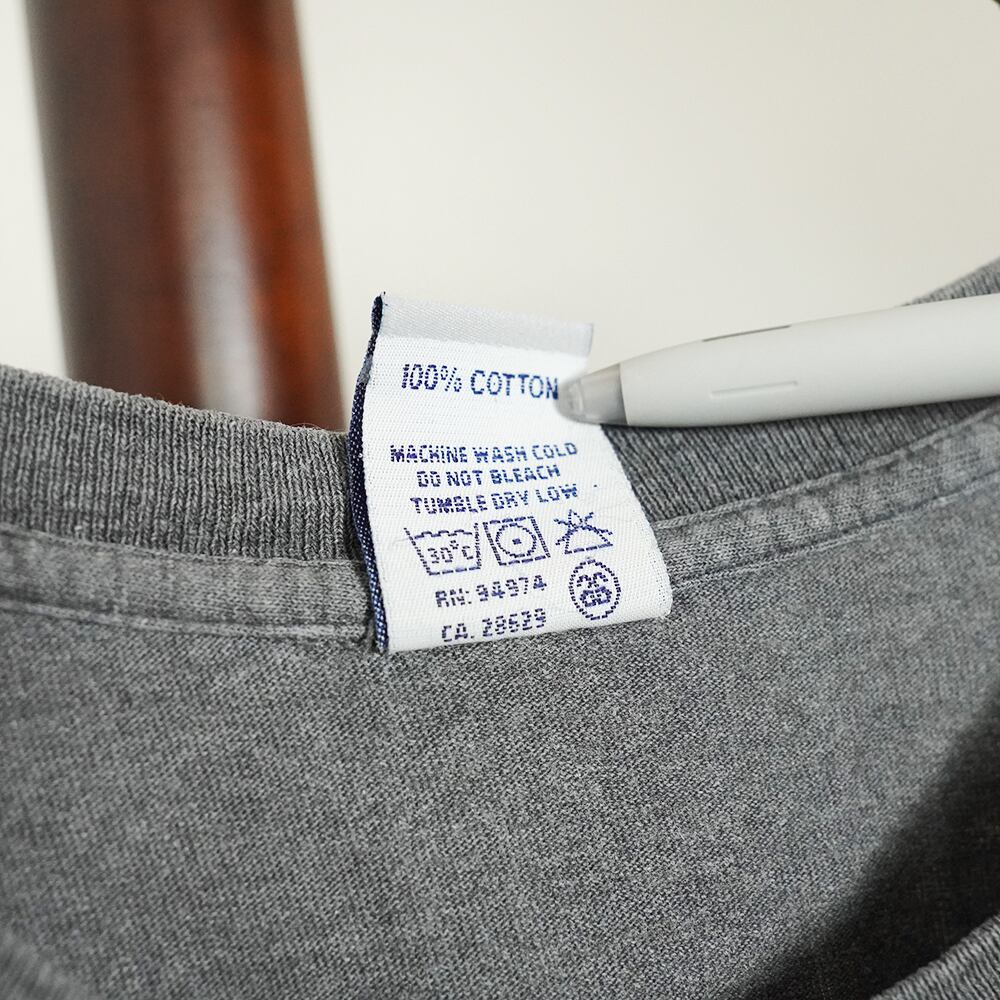 100% COTTON
MACHINE WASH COLD
DO NOT BLEACH
TUMBLE DRY LOW
30°C
RN: 94974
CA. 28629